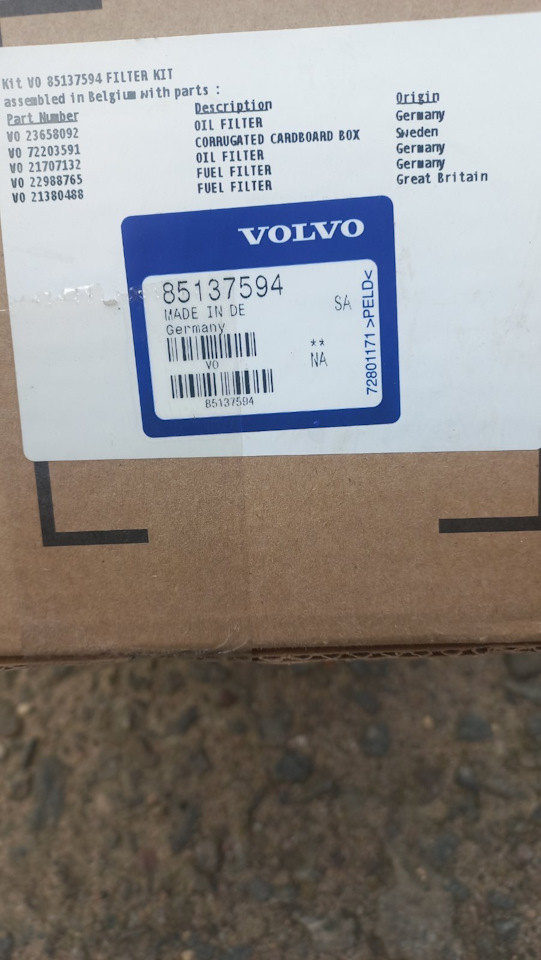 Kit VO 85137594 FILTER KIT
assembled in Belgium with parts :
Part Number Description Origin
VO 23658092 OIL FILTER Germany
VO 72203591 CORRUGATED CARDBOARD BOX Sweden
VO 21707132 OIL FILTER Germany
VO 22988765 FUEL FILTER Germany
VO 21380488 FUEL FILTER Great Britain
VOLVO
85137594
SA
MADE IN DE
Germany
**
VO
NA
85137594
72801171 >PELD<